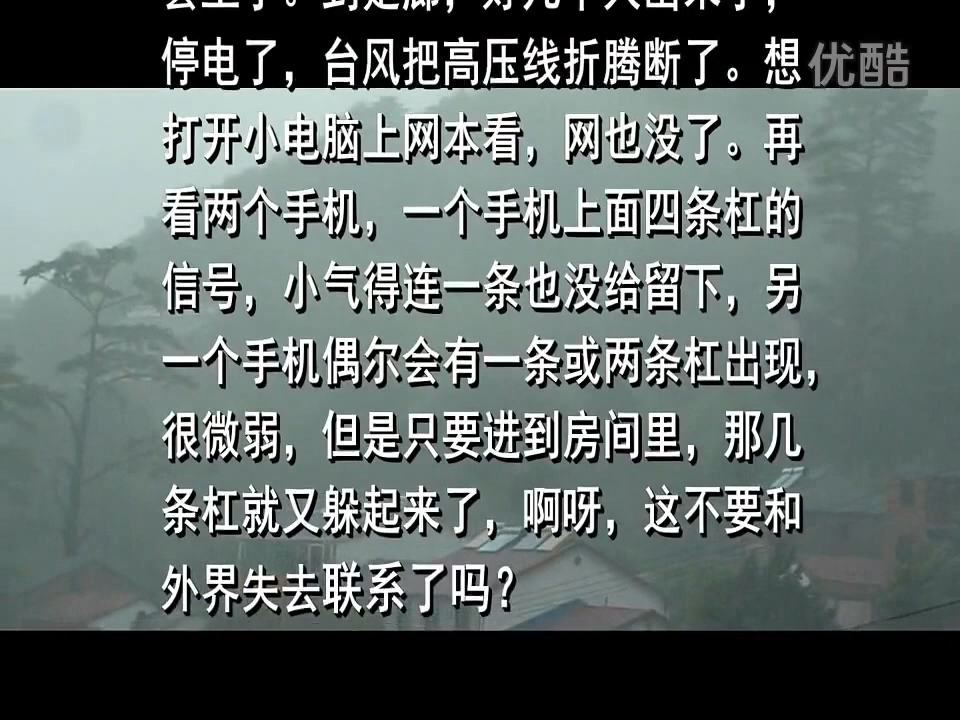 停电了，台风把高压线折腾断了。想
优酷
打开小电脑上网本看，网也没了。再
看两个手机，一个手机上面四条杠的
信号，小气得连一条也没给留下，另
一个手机偶尔会有一条或两条杠出现，
很微弱，但是只要进到房间里，那几
条杠就又躲起来了，啊呀，这不要和
外界失去联系了吗？